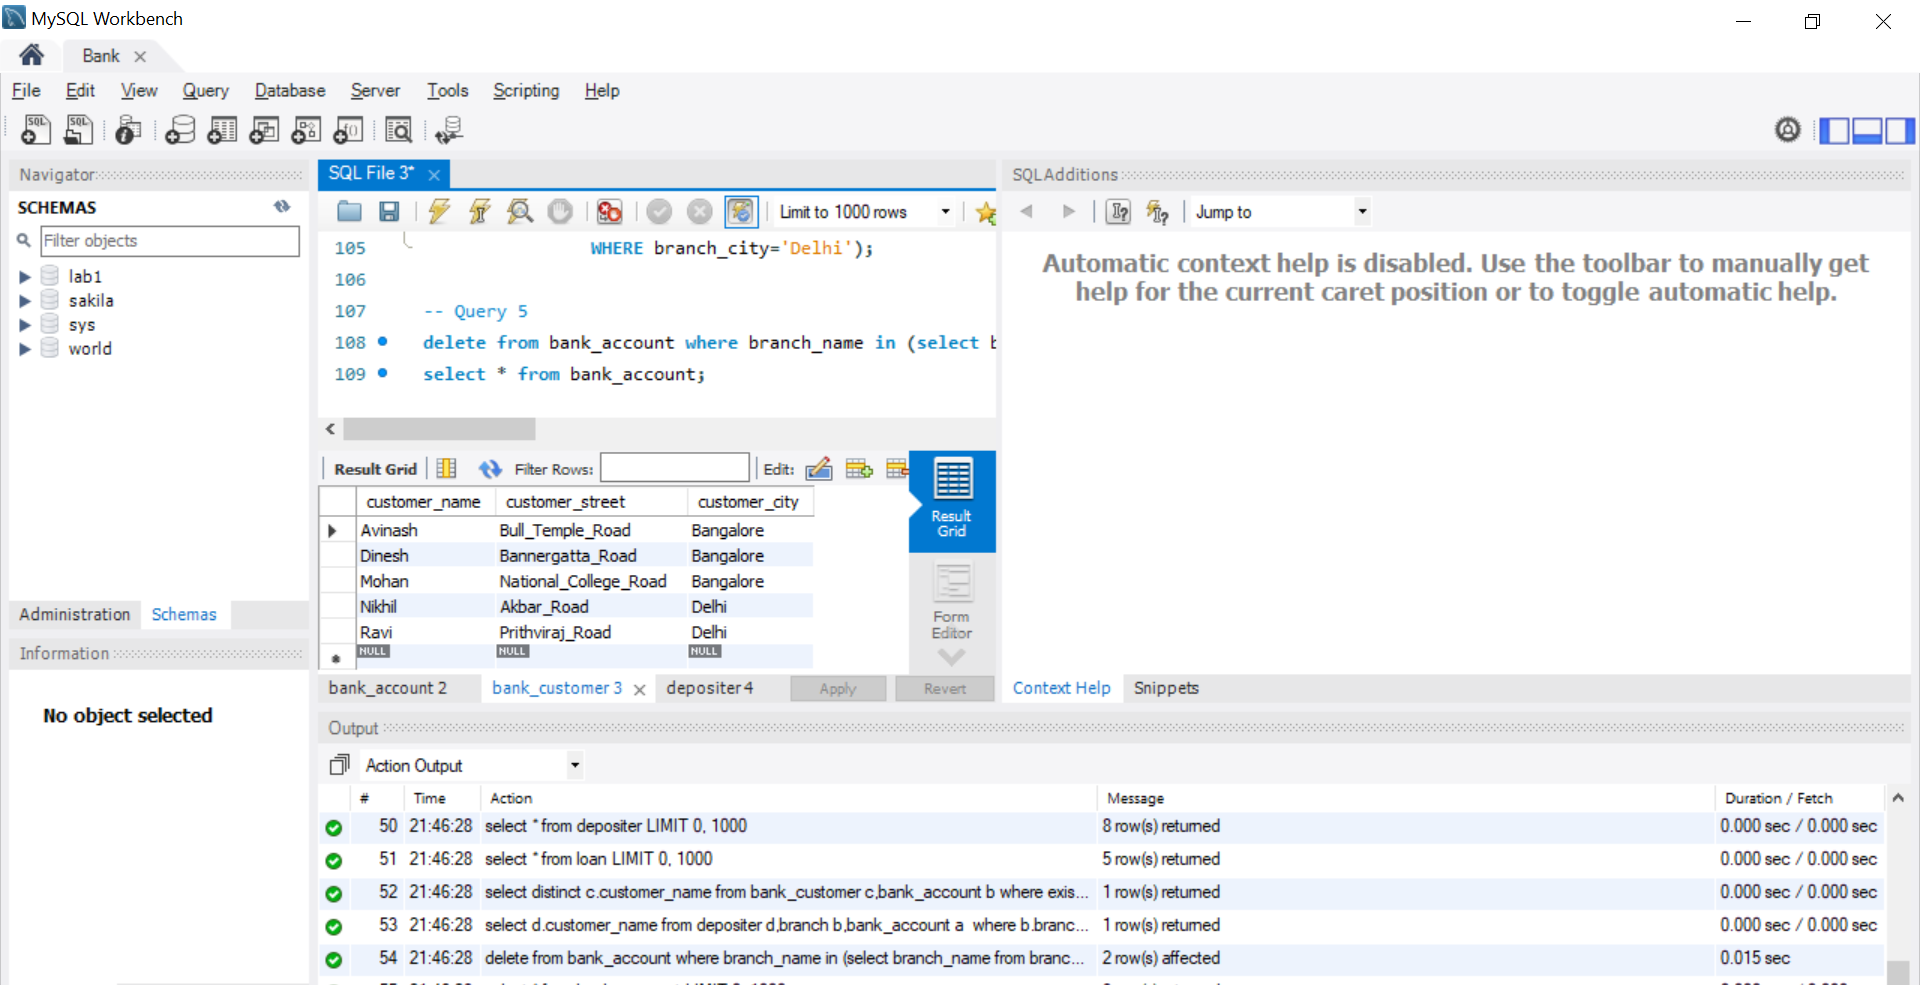 MySQL Workbench
Bank
File Edit View Query Database Server Tools Scripting Help
Navigator
SCHEMAS
Filter objects
lab1
sakila
sys
world
Administration Schemas
Information
No object selected
SQL File 3*
Limit to 1000 rows
105 WHERE branch_city='Delhi');
106
107 -- Query 5
108 delete from bank_account where branch_name in (select
109 select * from bank_account;
Result Grid Filter Rows: Edit:
customer_name customer_street customer_city
Avinash Bull_Temple_Road Bangalore
Dinesh Bannergatta_Road Bangalore
Mohan National_College_Road Bangalore
Nikhil Akbar_Road Delhi
Ravi Prithviraj_Road Delhi
NULL NULL NULL
Result
Grid
Form
Editor
bank_account 2 bank_customer 3 depositer 4 Apply Revert
SQLAdditions
Jump to
Automatic context help is disabled. Use the toolbar to manually get
help for the current caret position or to toggle automatic help.
Context Help Snippets
Output
Action Output
# Time Action Message Duration / Fetch
50 21:46:28 select * from depositer LIMIT 0, 1000 8 row(s) returned 0.000 sec / 0.000 sec
51 21:46:28 select * from loan LIMIT 0, 1000 5 row(s) returned 0.000 sec / 0.000 sec
52 21:46:28 select distinct c.customer_name from bank_customer c,bank_account b where exis... 1 row(s) returned 0.000 sec / 0.000 sec
53 21:46:28 select d.customer_name from depositer d,branch b,bank_account a where b.branc... 1 row(s) returned 0.000 sec / 0.000 sec
54 21:46:28 delete from bank_account where branch_name in (select branch_name from branc... 2 row(s) affected 0.015 sec